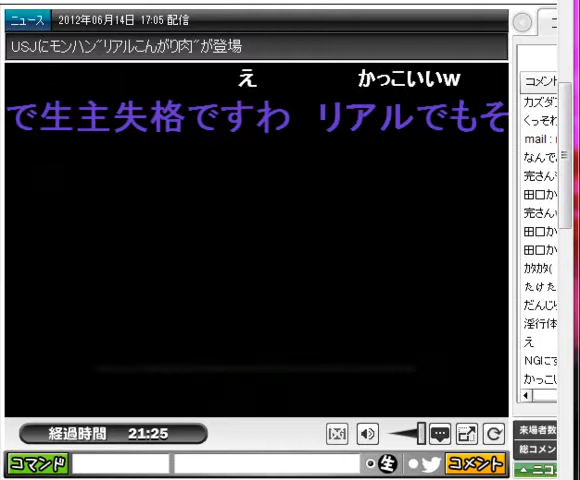 ニュース 2012年06月14日 17:05 配信
USJにモンハン"リアルこんがり肉"が登場
え かっこいいw
で生主失格ですわ リアルでもそ
コメント
カズダ
くっそわ
mail :
なんで
完さん
田口か
完さん
田口か
田口か
ｶﾀｶﾀ(
たけた
だんじ
淫行体
え
NGにす
かっこい
経過時間 21:25
来場者数
総コメン
コマンド
生
コメント
ニコ